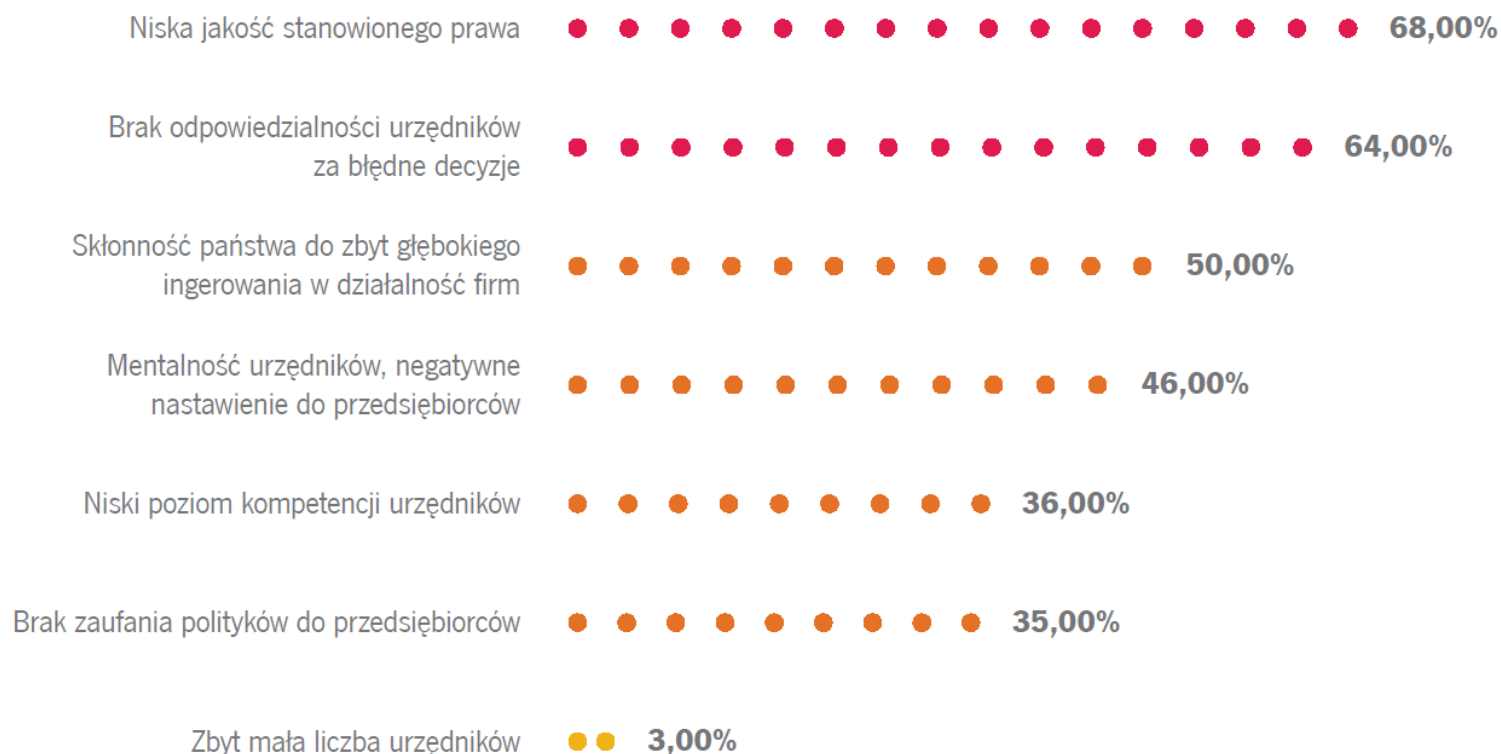 Niska jakość stanowionego prawa 68,00%
Brak odpowiedzialności urzędników
za błędne decyzje 64,00%
Skłonność państwa do zbyt głębokiego
ingerowania w działalność firm 50,00%
Mentalność urzędników, negatywne
nastawienie do przedsiębiorców 46,00%
Niski poziom kompetencji urzędników 36,00%
Brak zaufania polityków do przedsiębiorców 35,00%
Zbyt mała liczba urzędników 3,00%